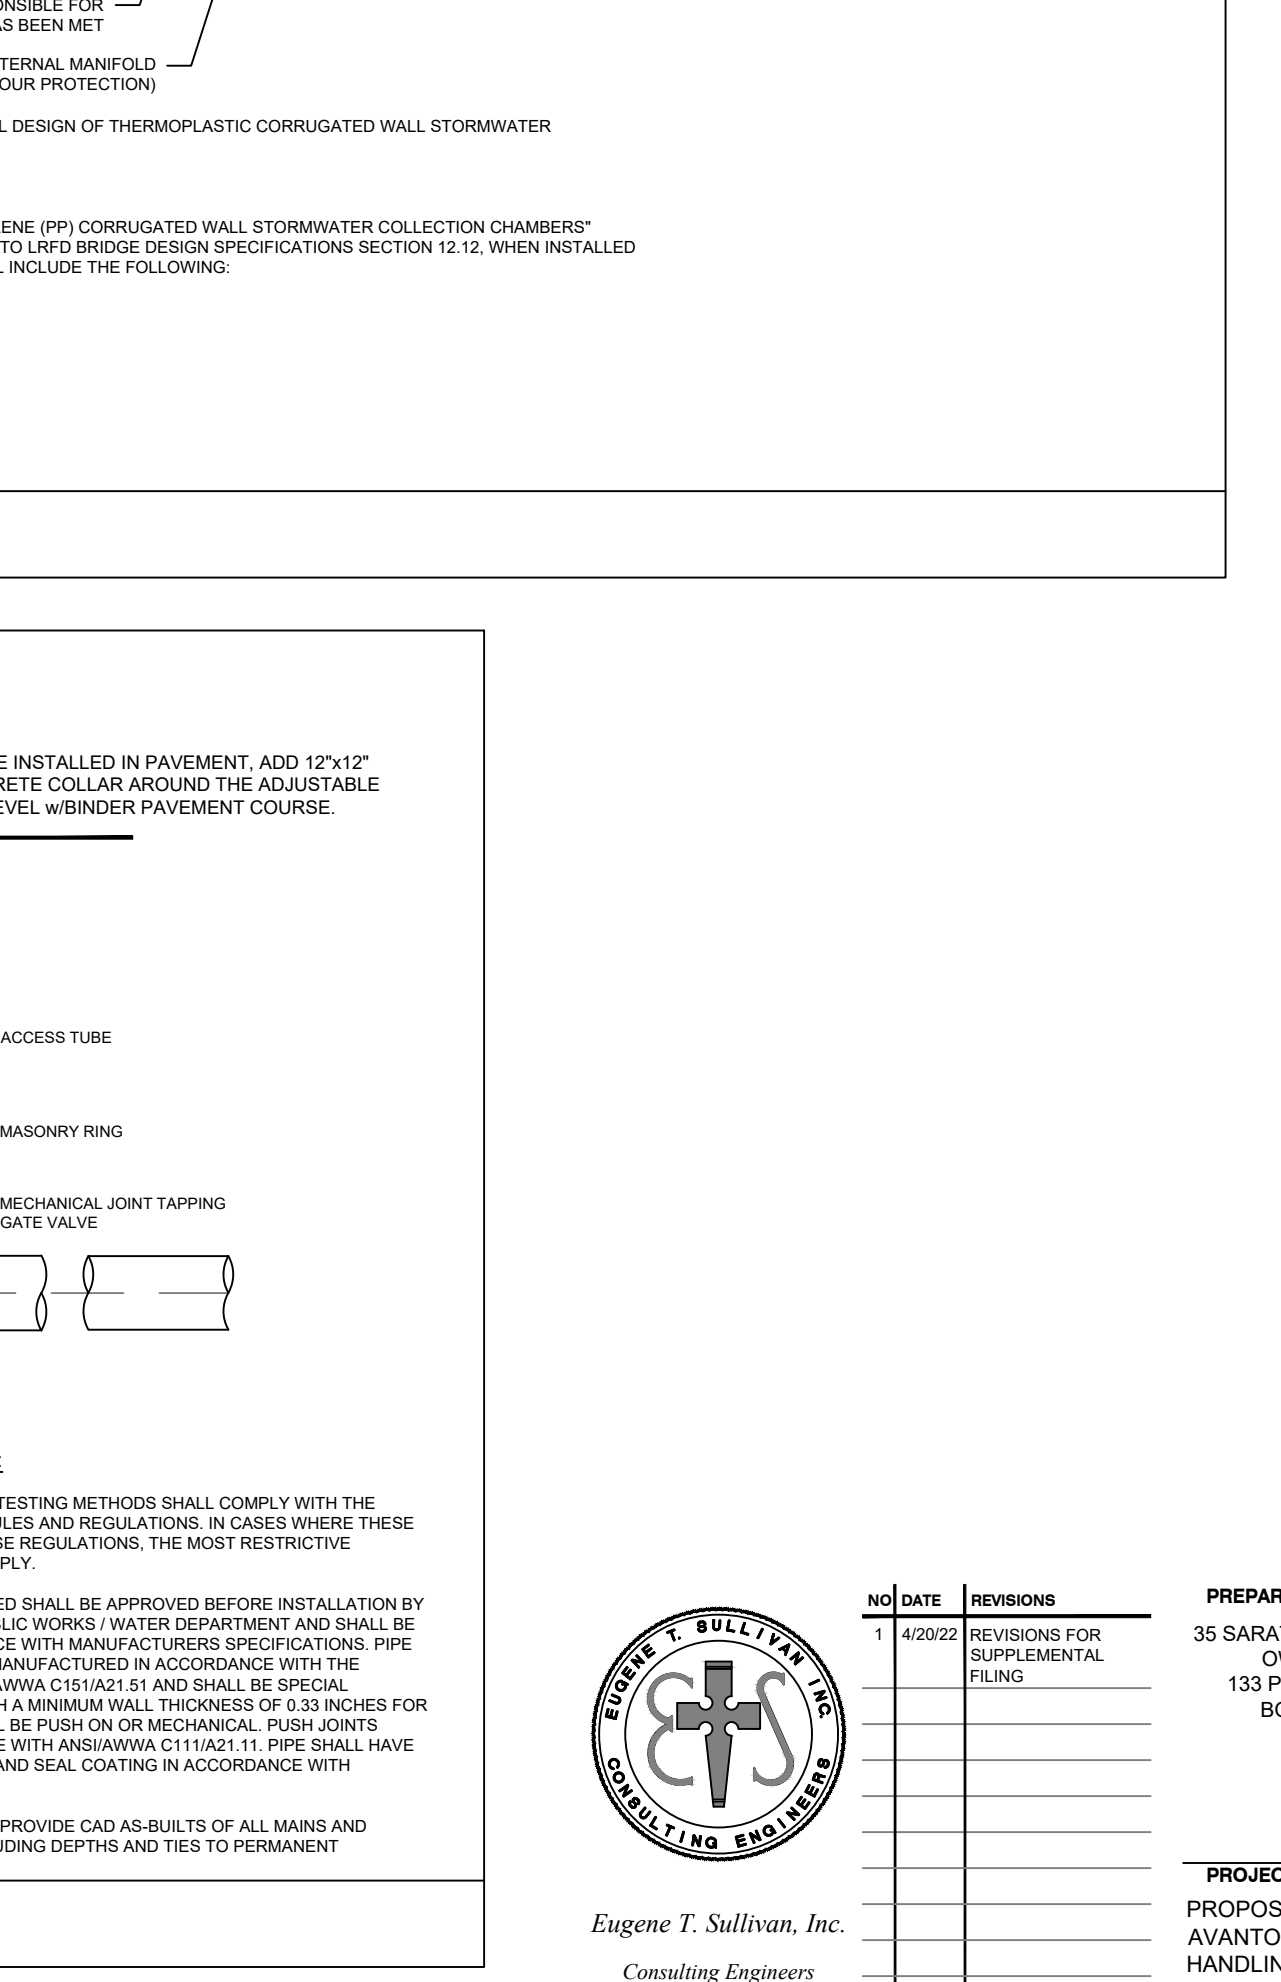 FOR
AS BEEN MET
MANIFOLD
OUR PROTECTION)
DESIGN OF THERMOPLASTIC CORRUGATED WALL STORMWATER
(PP) CORRUGATED WALL STORMWATER COLLECTION CHAMBERS"
TO LRFD BRIDGE DESIGN SPECIFICATIONS SECTION 12.12, WHEN INSTALLED
INCLUDE THE FOLLOWING:
INSTALLED IN PAVEMENT, ADD 12"x12"
COLLAR AROUND THE ADJUSTABLE
w/BINDER PAVEMENT COURSE.
ACCESS TUBE
MASONRY RING
MECHANICAL JOINT TAPPING
GATE VALVE
TESTING METHODS SHALL COMPLY WITH THE
AND REGULATIONS. IN CASES WHERE THESE
REGULATIONS, THE MOST RESTRICTIVE
PLY.
ED SHALL BE APPROVED BEFORE INSTALLATION BY
BLIC WORKS / WATER DEPARTMENT AND SHALL BE
CE WITH MANUFACTURERS SPECIFICATIONS. PIPE
MANUFACTURED IN ACCORDANCE WITH THE
AWWA C151/A21.51 AND SHALL BE SPECIAL
H A MINIMUM WALL THICKNESS OF 0.33 INCHES FOR
BE PUSH ON OR MECHANICAL. PUSH JOINTS
E WITH ANSI/AWWA C111/A21.11. PIPE SHALL HAVE
AND SEAL COATING IN ACCORDANCE WITH
PROVIDE CAD AS-BUILTS OF ALL MAINS AND
UDING DEPTHS AND TIES TO PERMANENT
EUGENE T. SULLIVAN INC.
CONSULTING ENGINEERS
Eugene T. Sullivan, Inc.
Consulting Engineers
NO DATE REVISIONS
1 4/20/22 REVISIONS FOR
SUPPLEMENTAL
FILING
PREPAR
35 SARA
133 P
BO
PROJEC
PROPOS
AVANTO
HANDLIN